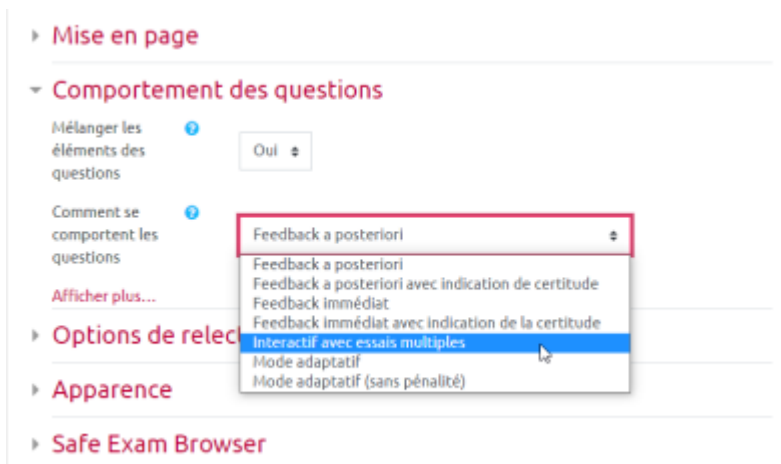 Mise en page
Comportement des questions
Mélanger les
éléments des
questions
Oui
Comment se
comportent les
questions
Feedback a posteriori
Feedback a posteriori
Feedback a posteriori avec indication de certitude
Feedback immédiat
Feedback immédiat avec indication de la certitude
Interactif avec essais multiples
Mode adaptatif
Mode adaptatif (sans pénalité)
Afficher plus...
Options de relect
Apparence
Safe Exam Browser